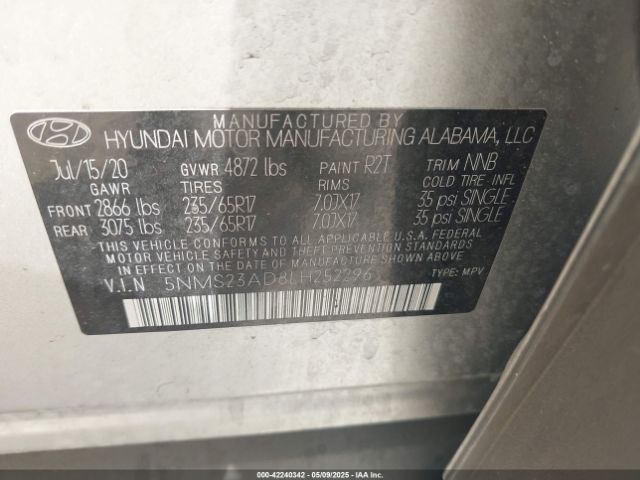 MANUFACTURED BY
HYUNDAI MOTOR MANUFACTURING ALABAMA, LLC
Jul/15/20 GVWR 4872 lbs PAINT R2T TRIM NNB
GAWR TIRES RIMS COLD TIRE INFL
FRONT 2866 lbs 235/65R17 7.0JX17 35 psi SINGLE
REAR 3075 lbs 235/65R17 7.0JX17 35 psi SINGLE
THIS VEHICLE CONFORMS TO ALL APPLICABLE U.S.A. FEDERAL
MOTOR VEHICLE SAFETY AND THEFT PREVENTION STANDARDS
IN EFFECT ON THE DATE OF MANUFACTURE SHOWN ABOVE.
V.I.N 5NMS23AD8LH252296 TYPE: MPV
000-42240342 - 05/09/2025 - IAA Inc.